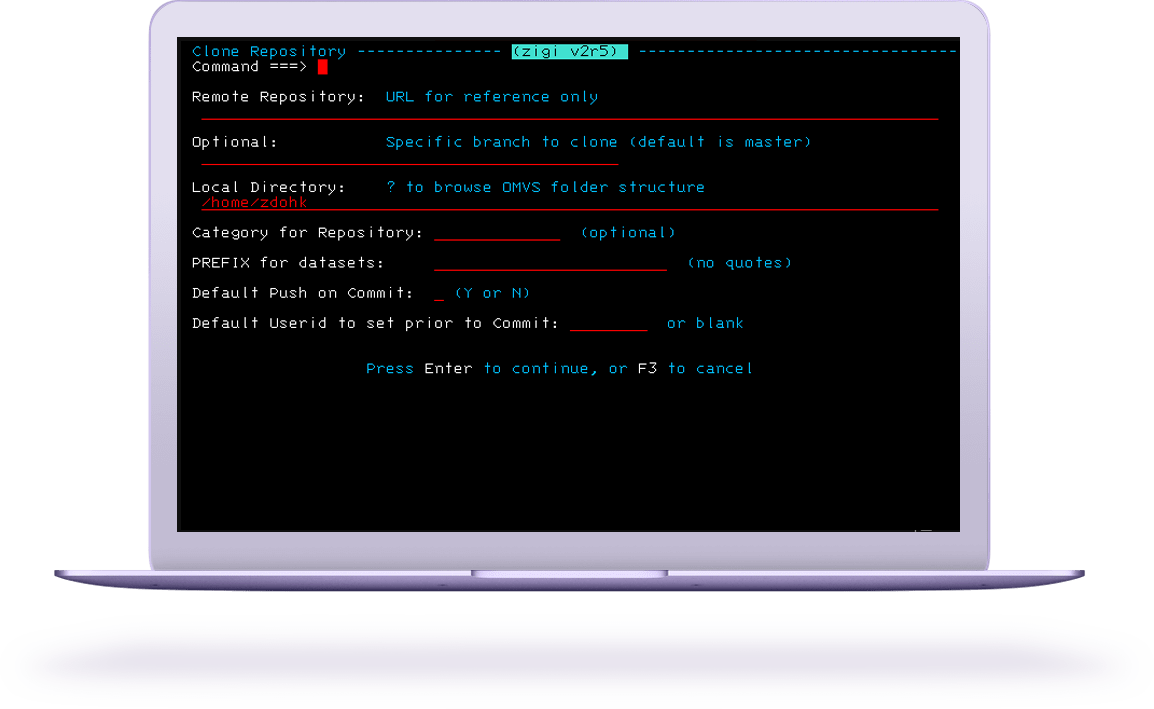 Clone Repository --------------- (zigi v2r5) ---------------------------------
Command ===>
Remote Repository: URL for reference only
Optional: Specific branch to clone (default is master)
Local Directory: ? to browse OMVS folder structure
/home/zdohk
Category for Repository: (optional)
PREFIX for datasets: (no quotes)
Default Push on Commit: _ (Y or N)
Default Userid to set prior to Commit: or blank
Press Enter to continue, or F3 to cancel